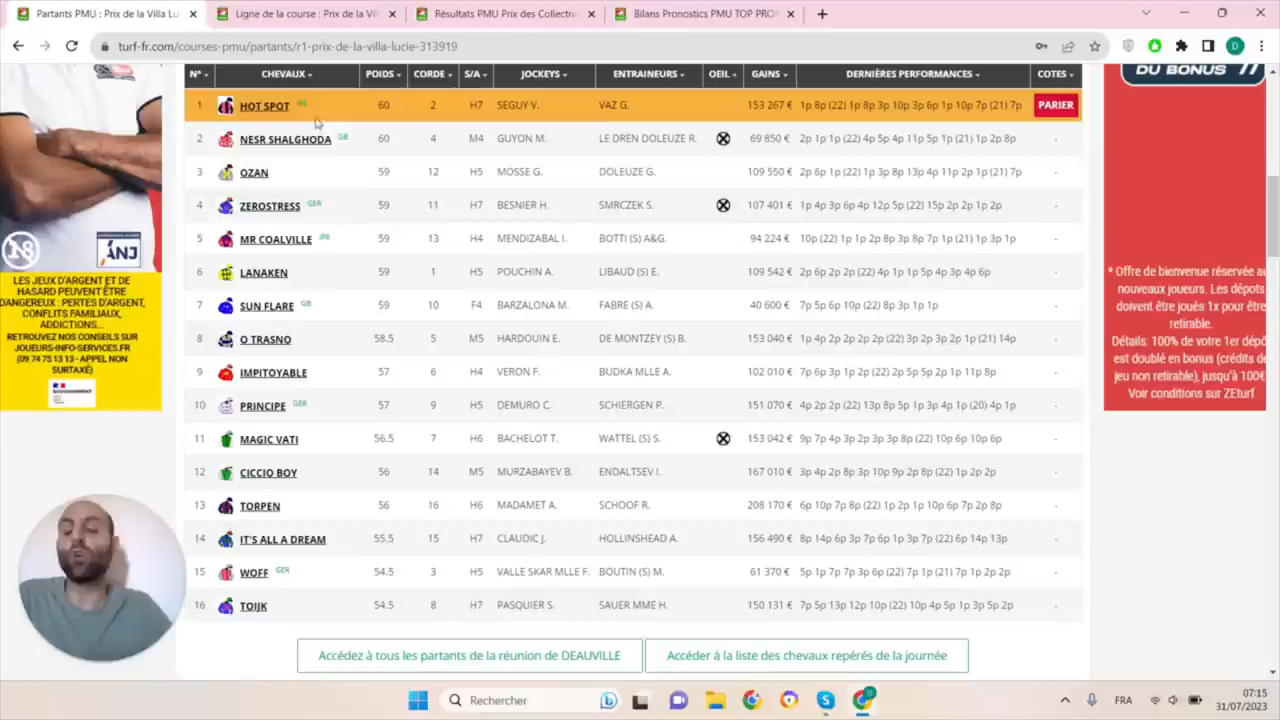 Partants PMU : Prix de la Villa Lu
Ligne de la course : Prix de la Vil
Résultats PMU Prix des Collectiv
Bilans Pronostics PMU TOP PRO
turf-fr.com/courses-pmu/partants/r1-prix-de-la-villa-lucie-313919
D
N° CHEVAUX POIDS CORDE S/A JOCKEYS ENTRAINEURS OEIL GAINS DERNIÈRES PERFORMANCES COTES
1 HOT SPOT IRE 60 2 H7 SEGUY V. VAZ G. 153 267 € 1p 8p (22) 1p 8p 3p 10p 3p 6p 1p 10p 7p (21) 7p PARIER
2 NESR SHALGHODA GB 60 4 M4 GUYON M. LE DREN DOLEUZE R. 69 850 € 2p 1p 1p (22) 4p 5p 4p 11p 5p 1p (21) 1p 2p 8p -
3 OZAN 59 12 H5 MOSSE G. DOLEUZE G. 109 550 € 2p 6p 1p (22) 1p 3p 8p 13p 4p 11p 2p 1p (21) 7p -
4 ZEROSTRESS GER 59 11 H7 BESNIER H. SMRCZEK S. 107 401 € 1p 4p 3p 6p 4p 12p 5p (22) 15p 2p 2p 1p 2p -
5 MR COALVILLE IRE 59 13 H4 MENDIZABAL I. BOTTI (S) A&G. 94 224 € 10p (22) 1p 1p 2p 8p 3p 8p 7p 1p (21) 1p 3p 1p -
6 LANAKEN 59 1 H5 POUCHIN A. LIBAUD (S) E. 109 542 € 2p 6p 2p 2p (22) 4p 1p 1p 5p 4p 3p 4p 6p -
7 SUN FLARE GB 59 10 F4 BARZALONA M. FABRE (S) A. 40 600 € 7p 5p 6p 10p (22) 8p 3p 1p 1p -
8 O TRASNO 58.5 5 M5 HARDOUIN E. DE MONTZEY (S) B. 153 040 € 1p 4p 2p 2p 2p 2p (22) 3p 2p 3p 2p 1p (21) 14p -
9 IMPITOYABLE 57 6 H4 VERON F. BUDKA MLLE A. 102 010 € 7p 6p 3p 1p 2p (22) 2p 5p 5p 2p 1p 11p 8p -
10 PRINCIPE GER 57 9 H5 DEMURO C. SCHIERGEN P. 151 070 € 4p 2p 2p (22) 13p 8p 5p 1p 3p 4p 1p (20) 4p 1p -
11 MAGIC VATI 56.5 7 H6 BACHELOT T. WATTEL (S) S. 153 042 € 9p 7p 4p 3p 2p 3p 3p 8p (22) 10p 6p 10p 6p -
12 CICCIO BOY 56 14 M5 MURZABAYEV B. ENDALTSEV I. 167 010 € 3p 4p 2p 8p 3p 10p 9p 2p 8p (22) 1p 2p 2p -
13 TORPEN 56 16 H6 MADAMET A. SCHOOF R. 208 170 € 6p 10p 7p 8p (22) 1p 2p 1p 10p 6p 7p 2p 8p -
14 IT'S ALL A DREAM 55.5 15 H7 CLAUDIC J. HOLLINSHEAD A. 156 490 € 8p 14p 6p 3p 7p 6p 1p 3p 7p (22) 6p 14p 13p -
15 WOFF GER 54.5 3 H5 VALLE SKAR MLLE F. BOUTIN (S) M. 61 370 € 5p 1p 7p 7p 3p 6p (22) 7p 1p (21) 7p 1p 2p 2p -
16 TOIJK 54.5 8 H7 PASQUIER S. SAUER MME H. 150 131 € 7p 5p 13p 12p 10p (22) 10p 4p 5p 1p 3p 5p 2p -
Accédez à tous les partants de la réunion de DEAUVILLE
Accéder à la liste des chevaux repérés de la journée
18
ANJ
LES JEUX D'ARGENT ET DE
HASARD PEUVENT ÊTRE
DANGEREUX : PERTES D'ARGENT,
CONFLITS FAMILIAUX,
ADDICTIONS...
RETROUVEZ NOS CONSEILS SUR
JOUEURS-INFO-SERVICES.FR
(09 74 75 13 13 - APPEL NON
SURTAXÉ)
DU BONUS
* Offre de bienvenue réservée au
nouveaux joueurs. Les dépôts
doivent être joués 1x pour être
retirable.
Détails: 100% de votre 1er dépô
est doublé en bonus (crédits de
jeu non retirable), jusqu'à 100€
Voir conditions sur ZEturf
Rechercher
FRA
07:15
31/07/2023